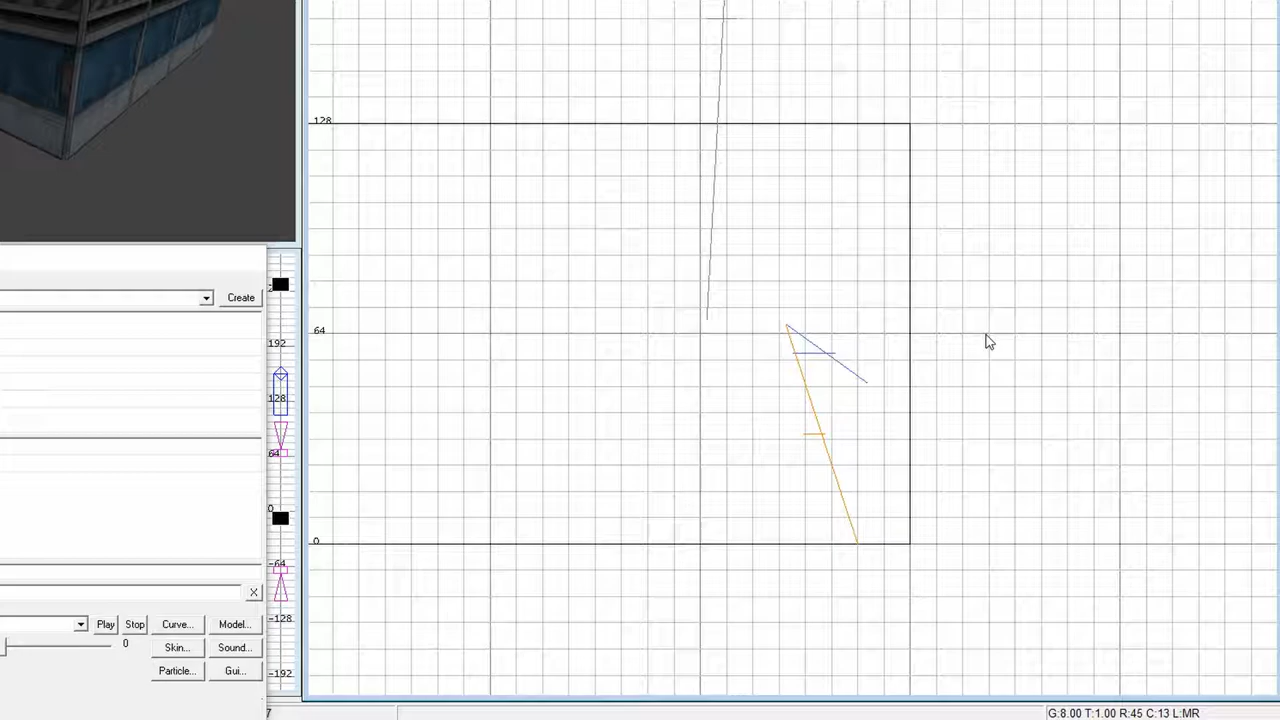 128
64
0
Create
192
128
64
0
-64
-128
-192
X
Play
Stop
Curve...
Model...
0
Skin...
Sound...
Particle...
Gui...
7
G:8.00 T:1.00 R:45 C:13 L:MR